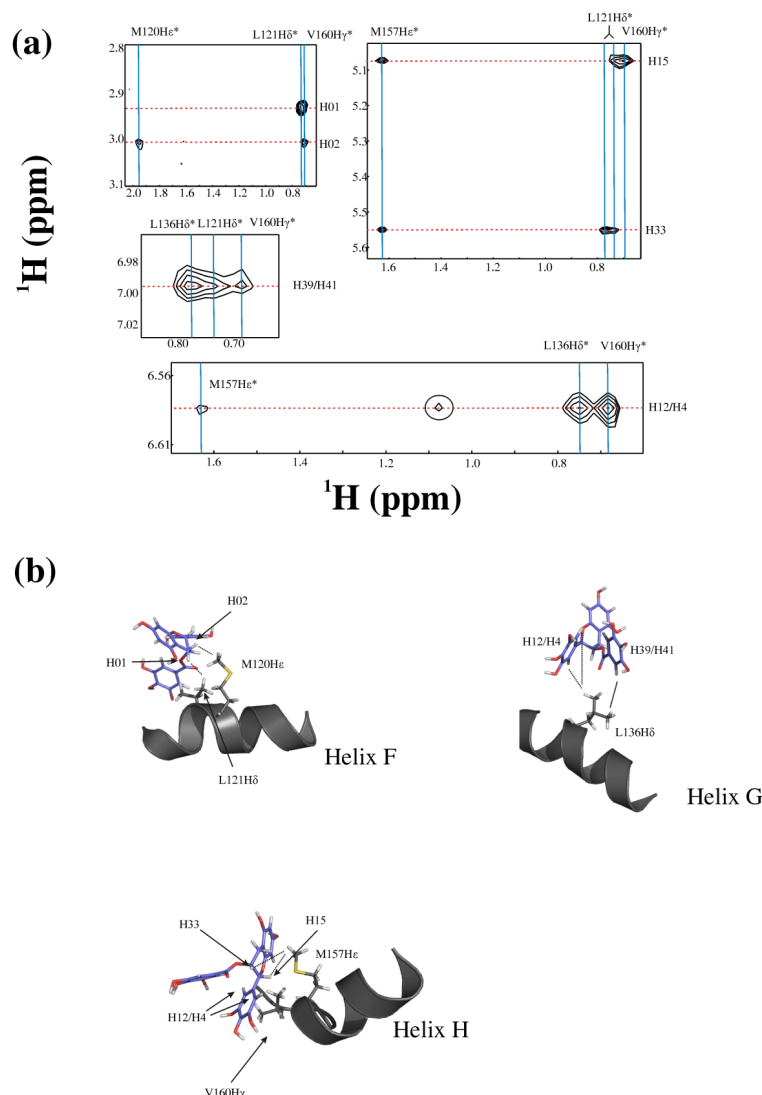 (a)
M120Hε* L121Hδ* V160Hγ*
2.8
2.9
3.0
3.1
H01
H02
2.0 1.8 1.6 1.4 1.2 1.0 0.8
M157Hε* L121Hδ* V160Hγ*
5.1
5.2
5.3
5.4
5.5
5.6
H15
H33
1.6 1.4 1.2 1.0 0.8
L136Hδ* L121Hδ* V160Hγ*
6.98
7.00
7.02
H39/H41
0.80 0.70
L136Hδ* V160Hγ*
6.56
6.61
M157Hε*
H12/H4
1.6 1.4 1.2 1.0 0.8
¹H (ppm)
¹H (ppm)
(b)
H02
H01
M120Hε
L121Hδ
Helix F
H12/H4
H39/H41
L136Hδ
Helix G
H33
H15
M157Hε
H12/H4
Helix H
V160Hγ